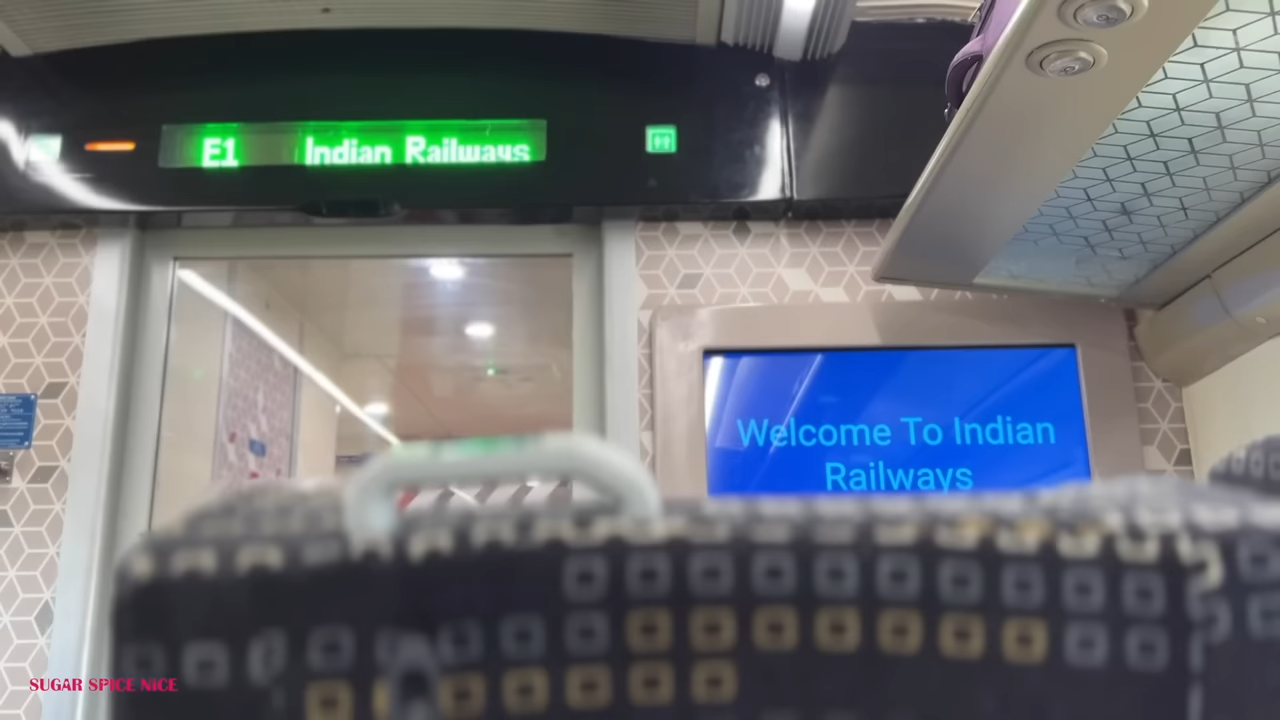 E1 Indian Railways
Welcome To Indian
Railways
SUGAR SPICE NICE